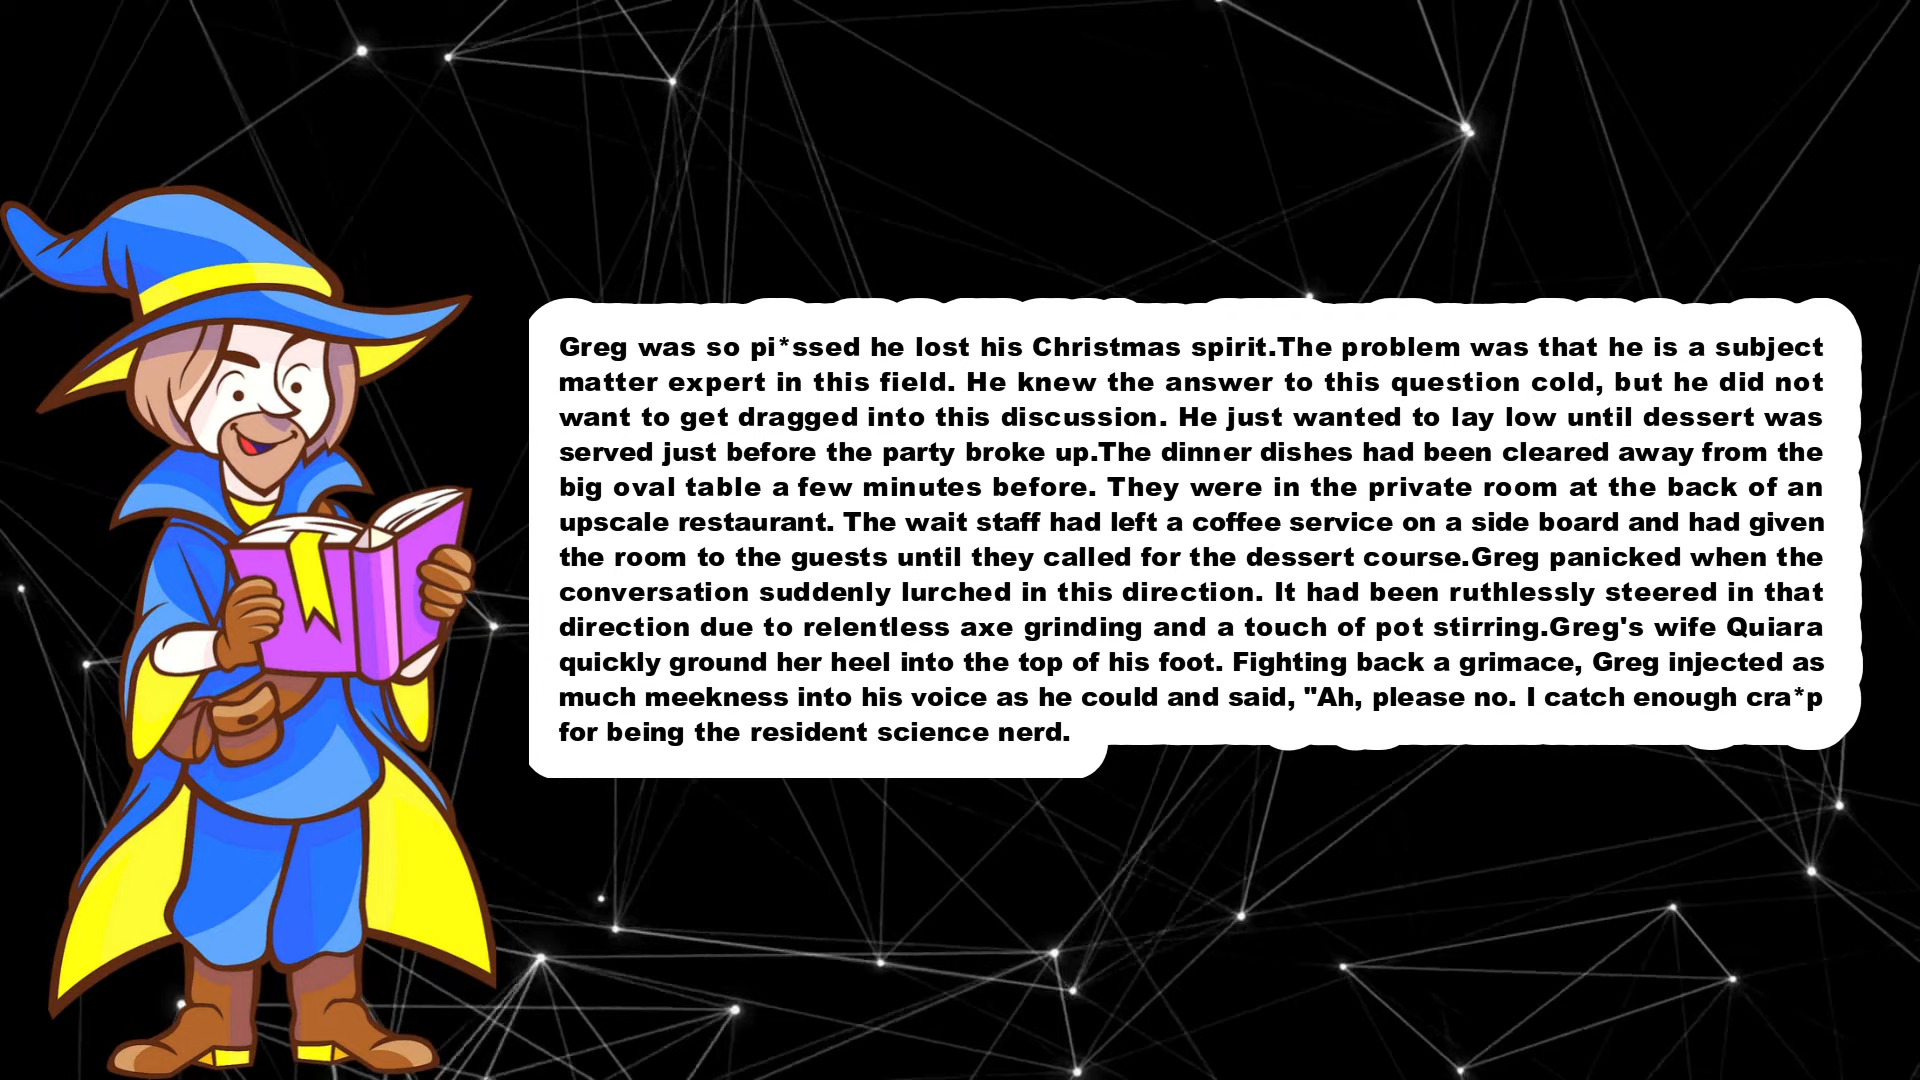 Greg was so pi*ssed he lost his Christmas spirit.The problem was that he is a subject
matter expert in this field. He knew the answer to this question cold, but he did not
want to get dragged into this discussion. He just wanted to lay low until dessert was
served just before the party broke up.The dinner dishes had been cleared away from the
big oval table a few minutes before. They were in the private room at the back of an
upscale restaurant. The wait staff had left a coffee service on a side board and had given
the room to the guests until they called for the dessert course.Greg panicked when the
conversation suddenly lurched in this direction. It had been ruthlessly steered in that
direction due to relentless axe grinding and a touch of pot stirring.Greg's wife Quiara
quickly ground her heel into the top of his foot. Fighting back a grimace, Greg injected as
much meekness into his voice as he could and said, "Ah, please no. I catch enough cra*p
for being the resident science nerd.